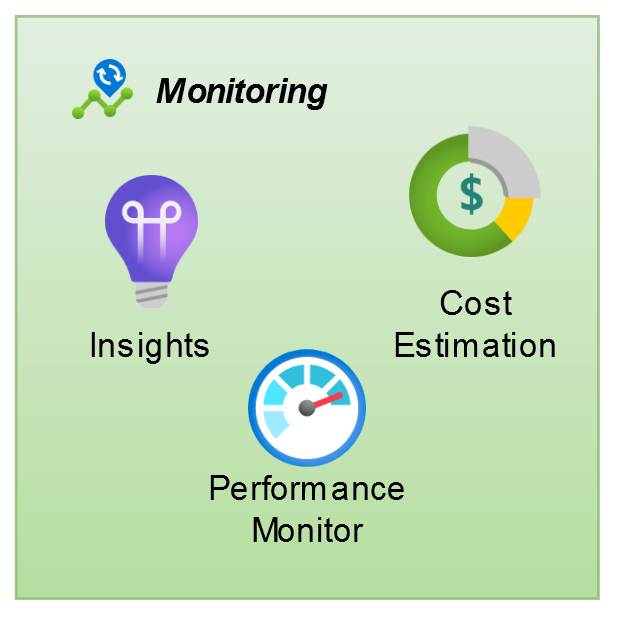 Monitoring
$
Insights
Cost
Estimation
Performance
Monitor